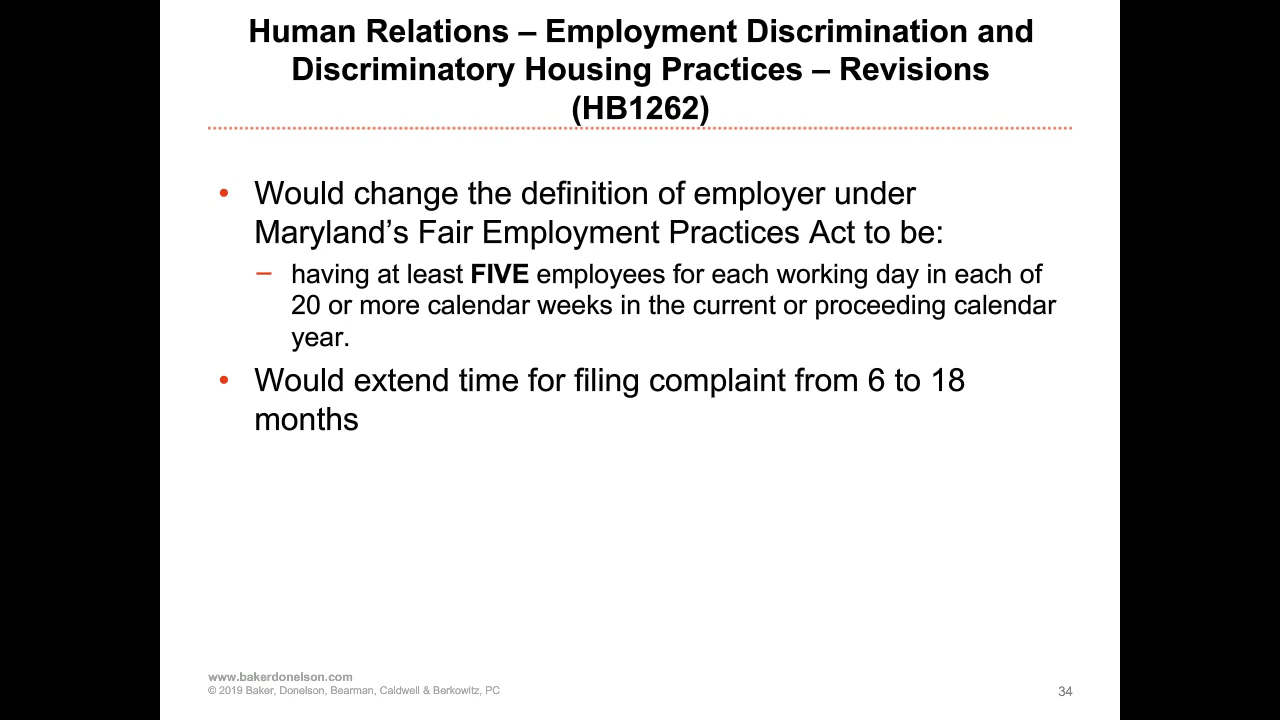 Human Relations – Employment Discrimination and
Discriminatory Housing Practices – Revisions
(HB1262)
• Would change the definition of employer under
Maryland’s Fair Employment Practices Act to be:
– having at least FIVE employees for each working day in each of
20 or more calendar weeks in the current or proceeding calendar
year.
• Would extend time for filing complaint from 6 to 18
months
www.bakerdonelson.com
© 2019 Baker, Donelson, Bearman, Caldwell & Berkowitz, PC
34